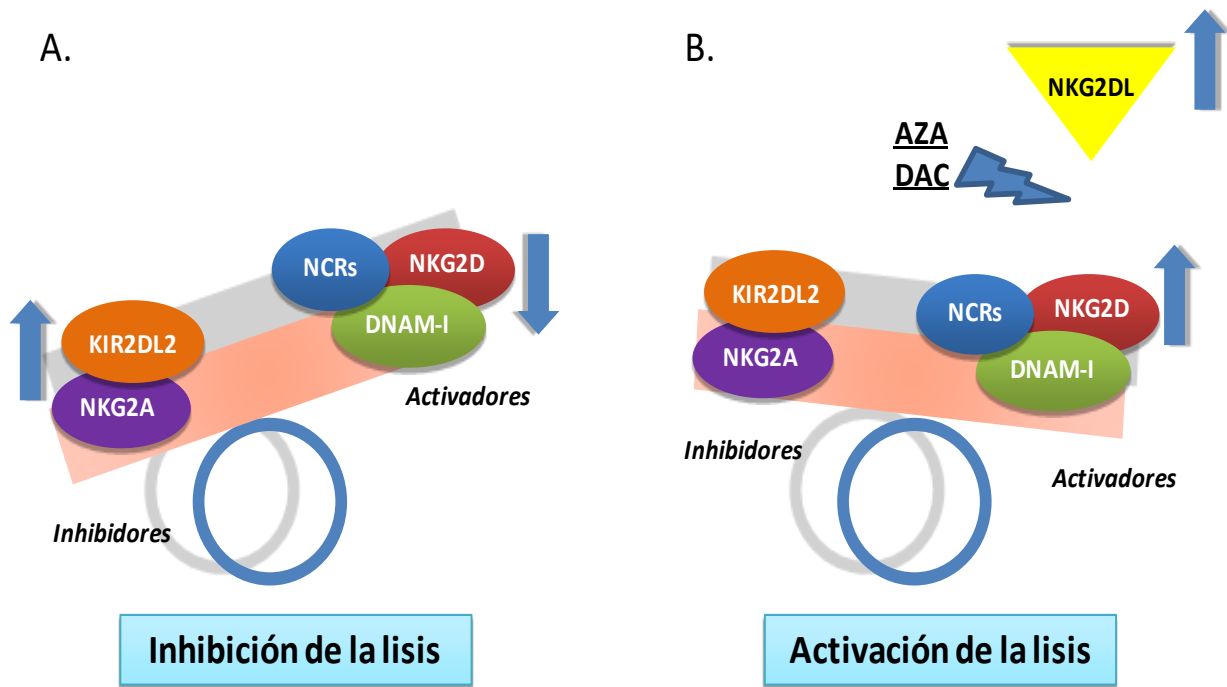 A.
NCRs
NKG2D
DNAM-I
KIR2DL2
NKG2A
Activadores
Inhibidores
Inhibición de la lisis
B.
NKG2DL
AZA
DAC
KIR2DL2
NKG2A
NCRs
NKG2D
DNAM-I
Inhibidores
Activadores
Activación de la lisis